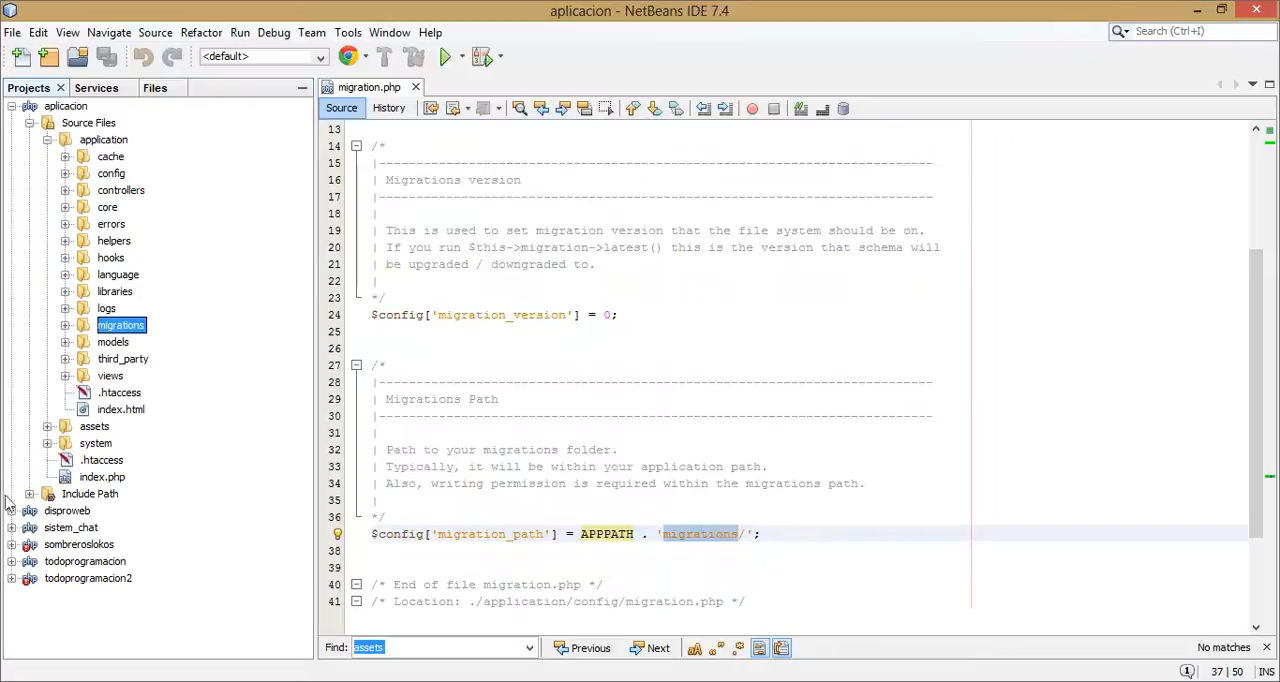 aplicacion - NetBeans IDE 7.4
File Edit View Navigate Source Refactor Run Debug Team Tools Window Help
Search (Ctrl+I)
<default>
Projects Services Files
migration.php
Source History
aplicacion
Source Files
application
cache
config
controllers
core
errors
helpers
hooks
language
libraries
logs
migrations
models
third_party
views
.htaccess
index.html
assets
system
.htaccess
index.php
Include Path
disproweb
sistem_chat
sombreroslokos
todoprogramacion
todoprogramacion2
13
14 /*
15 |--------------------------------------------------------------------------
16 | Migrations version
17 |--------------------------------------------------------------------------
18 |
19 | This is used to set migration version that the file system should be on.
20 | If you run $this->migration->latest() this is the version that schema will
21 | be upgraded / downgraded to.
22 |
23 */
24 $config['migration_version'] = 0;
25
26
27 /*
28 |--------------------------------------------------------------------------
29 | Migrations Path
30 |--------------------------------------------------------------------------
31 |
32 | Path to your migrations folder.
33 | Typically, it will be within your application path.
34 | Also, writing permission is required within the migrations path.
35 |
36 */
$config['migration_path'] = APPPATH . 'migrations/';
38
39
40 /* End of file migration.php */
41 /* Location: ./application/config/migration.php */
Find: assets Previous Next No matches
1 37 | 50 INS